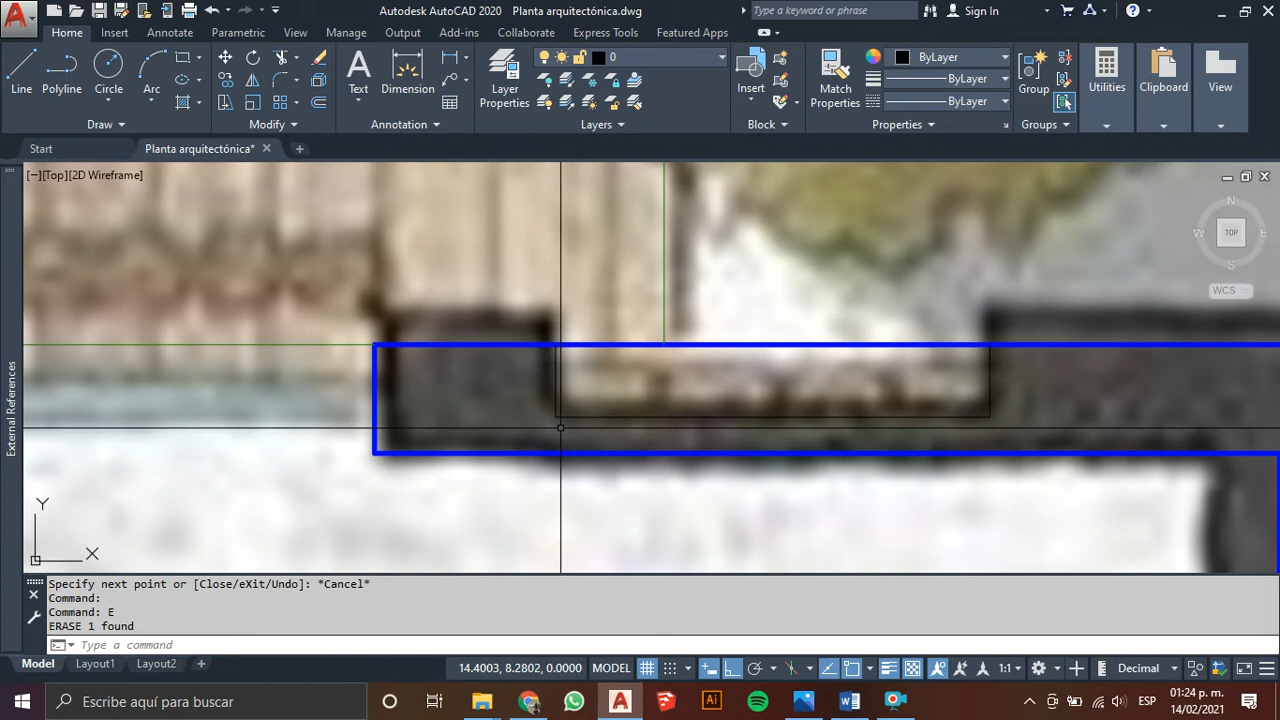 Autodesk AutoCAD 2020 Planta arquitectónica.dwg
Type a keyword or phrase
Sign In
Home Insert Annotate Parametric View Manage Output Add-ins Collaborate Express Tools Featured Apps
Line Polyline Circle Arc
Draw
Modify
Text Dimension
Annotation
Layer Properties
0
Layers
Insert
Block
Match Properties
ByLayer
ByLayer
ByLayer
Properties
Group
Groups
Utilities
Clipboard
View
Start
Planta arquitectónica*
[−][Top][2D Wireframe]
N
W TOP E
S
WCS
External References
Y
X
Specify next point or [Close/eXit/Undo]: *Cancel*
Command:
Command: E
ERASE 1 found
Type a command
Model Layout1 Layout2
14.4003, 8.2802, 0.0000 MODEL
1:1
Decimal
Escribe aquí para buscar
A
Ai
W
ESP
01:24 p. m.
14/02/2021